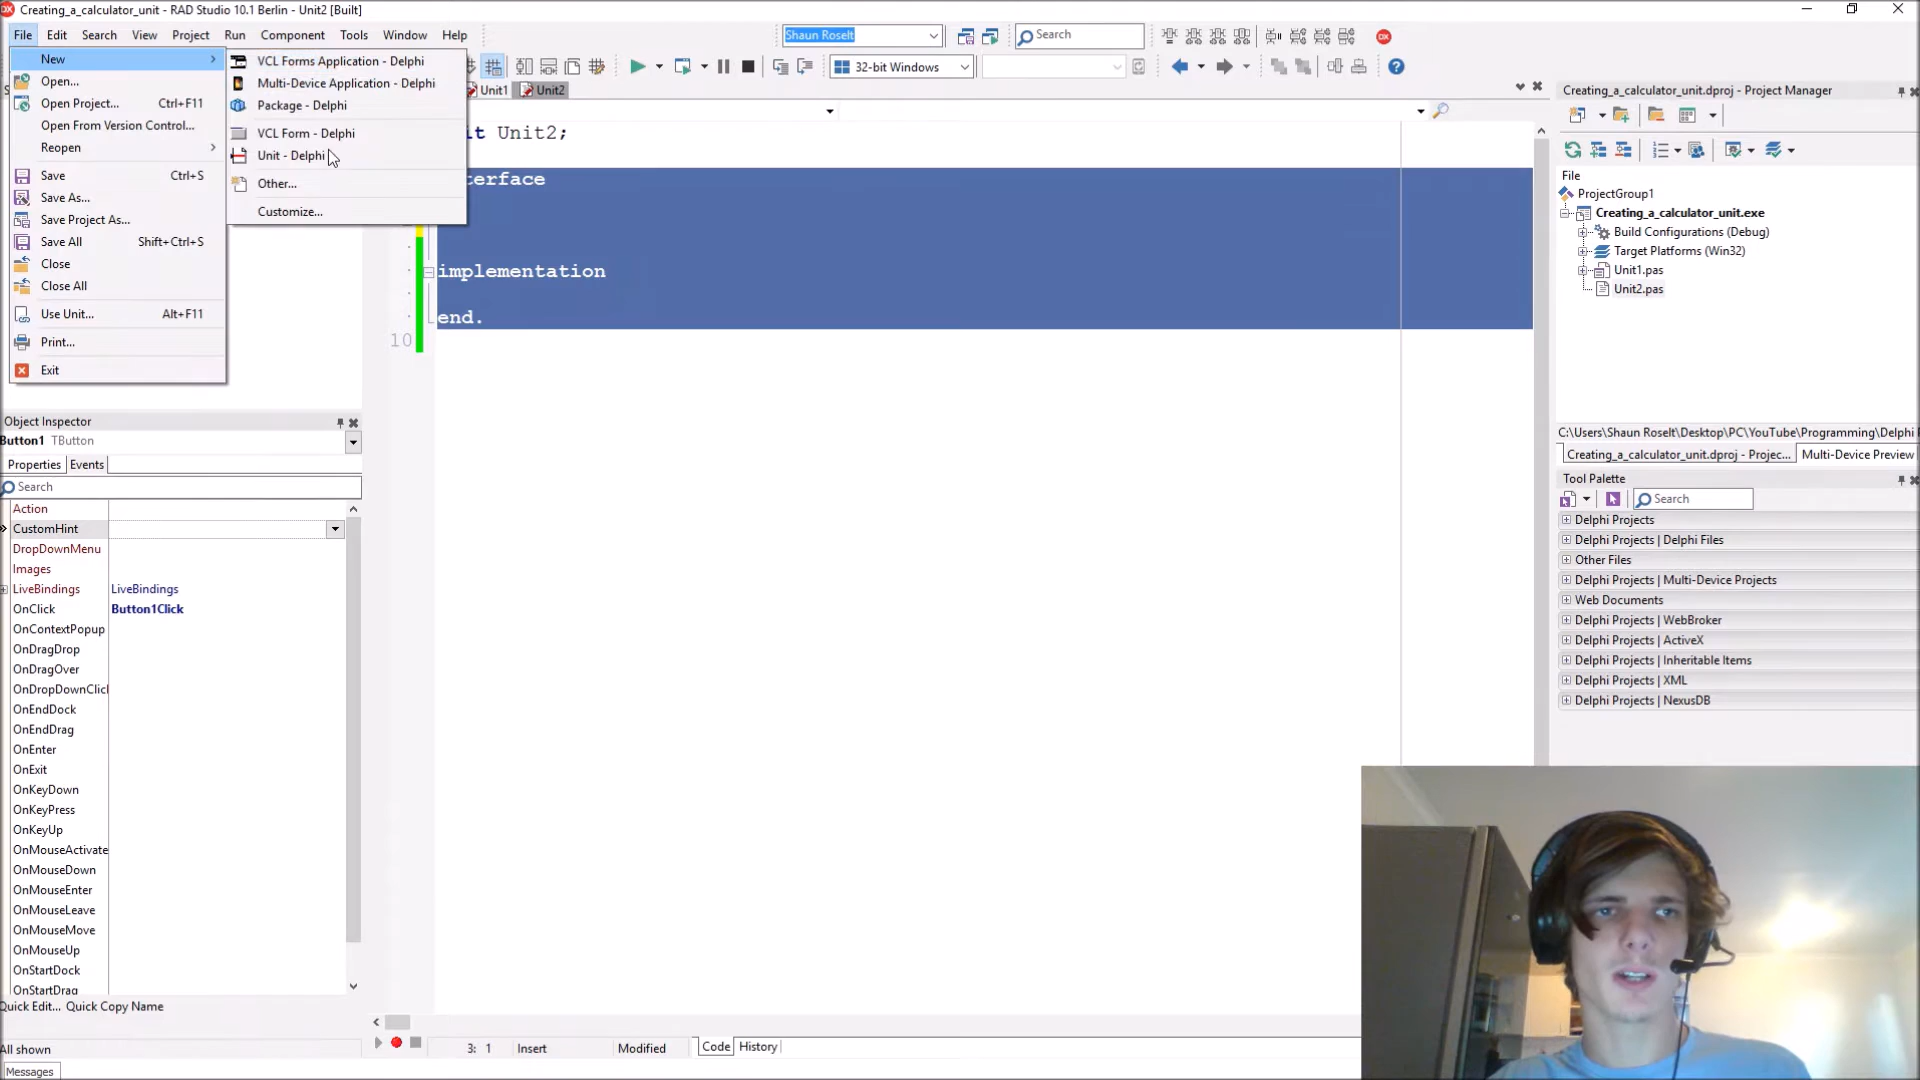 Creating_a_calculator_unit - RAD Studio 10.1 Berlin - Unit2 [Built]
File Edit Search View Project Run Component Tools Window Help
Shaun Roselt
Search
32-bit Windows
New
Open...
Open Project... Ctrl+F11
Open From Version Control...
Reopen
Save Ctrl+S
Save As...
Save Project As...
Save All Shift+Ctrl+S
Close
Close All
Use Unit... Alt+F11
Print...
Exit
VCL Forms Application - Delphi
Multi-Device Application - Delphi
Package - Delphi
VCL Form - Delphi
Unit - Delphi
Other...
Customize...
Unit1 Unit2
it Unit2;
terface
implementation
end.
10
Object Inspector
Button1 TButton
Properties Events
Search
Action
CustomHint
DropDownMenu
Images
LiveBindings LiveBindings
OnClick Button1Click
OnContextPopup
OnDragDrop
OnDragOver
OnDropDownClic
OnEndDock
OnEndDrag
OnEnter
OnExit
OnKeyDown
OnKeyPress
OnKeyUp
OnMouseActivate
OnMouseDown
OnMouseEnter
OnMouseLeave
OnMouseMove
OnMouseUp
OnStartDock
OnStartDrag
Quick Edit... Quick Copy Name
All shown
Messages
3: 1 Insert Modified Code History
Creating_a_calculator_unit.dproj - Project Manager
File
ProjectGroup1
Creating_a_calculator_unit.exe
Build Configurations (Debug)
Target Platforms (Win32)
Unit1.pas
Unit2.pas
C:\Users\Shaun Roselt\Desktop\PC\YouTube\Programming\Delphi
Creating_a_calculator_unit.dproj - Projec... Multi-Device Preview
Tool Palette
Search
Delphi Projects
Delphi Projects | Delphi Files
Other Files
Delphi Projects | Multi-Device Projects
Web Documents
Delphi Projects | WebBroker
Delphi Projects | ActiveX
Delphi Projects | Inheritable Items
Delphi Projects | XML
Delphi Projects | NexusDB